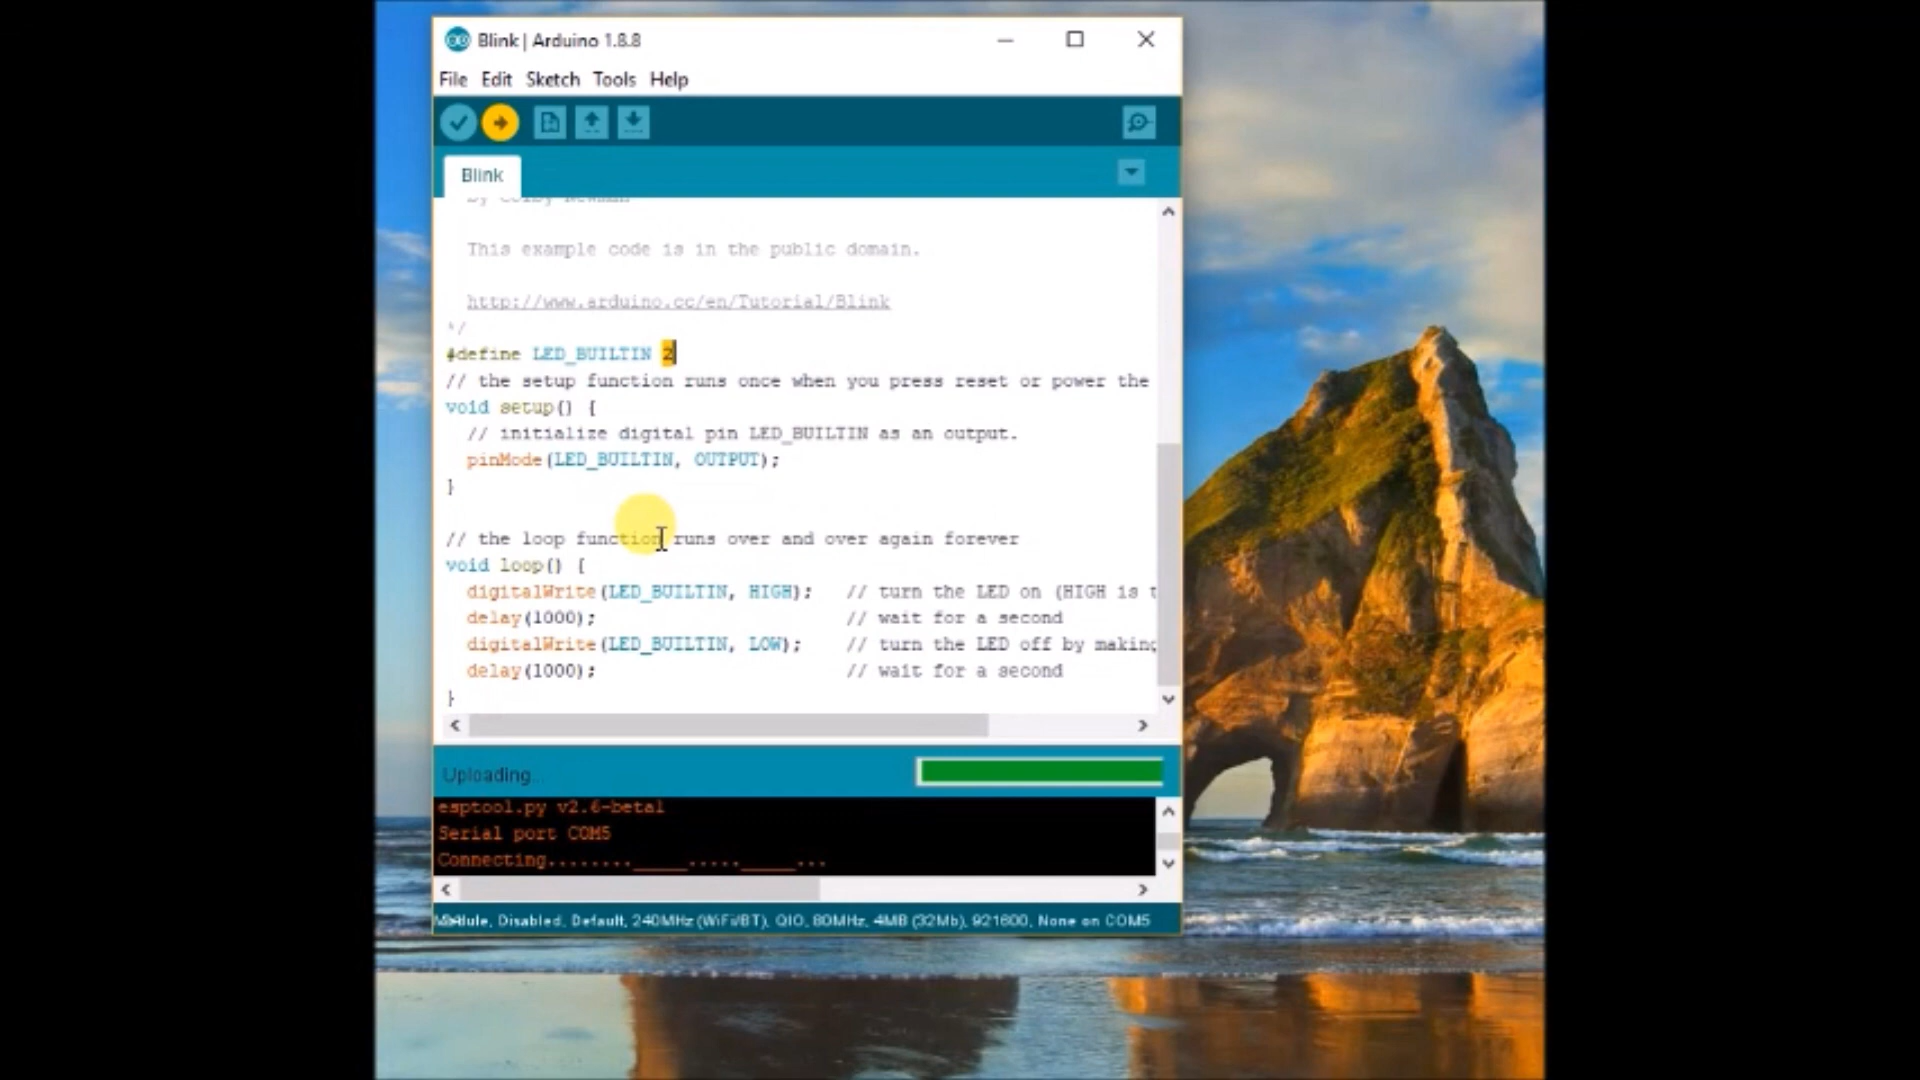 Blink | Arduino 1.8.8
File Edit Sketch Tools Help
Blink
This example code is in the public domain.
http://www.arduino.cc/en/Tutorial/Blink
*/
#define LED_BUILTIN 2
// the setup function runs once when you press reset or power the
void setup() {
// initialize digital pin LED_BUILTIN as an output.
pinMode(LED_BUILTIN, OUTPUT);
}
// the loop function runs over and over again forever
void loop() {
digitalWrite(LED_BUILTIN, HIGH); // turn the LED on (HIGH is t
delay(1000); // wait for a second
digitalWrite(LED_BUILTIN, LOW); // turn the LED off by making
delay(1000); // wait for a second
}
Uploading...
esptool.py v2.6-beta1
Serial port COM5
Connecting........_____....._____...
Disabled, Default, 240MHz (WiFi/BT), QIO, 80MHz, 4MB (32Mb), 921600, None on COM5